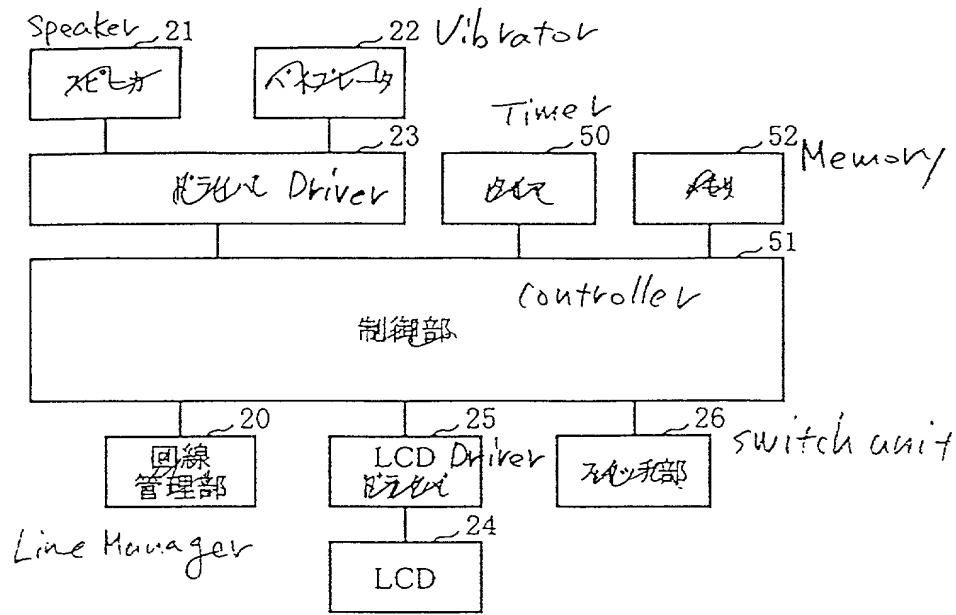 Speaker 21
スピーカ
22 Vibrator
バイブレータ
23
ドライバ Driver
Timer
50
タイマ
52 Memory
メモリ
51
Controller
制御部
20
回線
管理部
Line Manager
25
LCD Driver
ドライバ
26
スイッチ部
switch unit
24
LCD